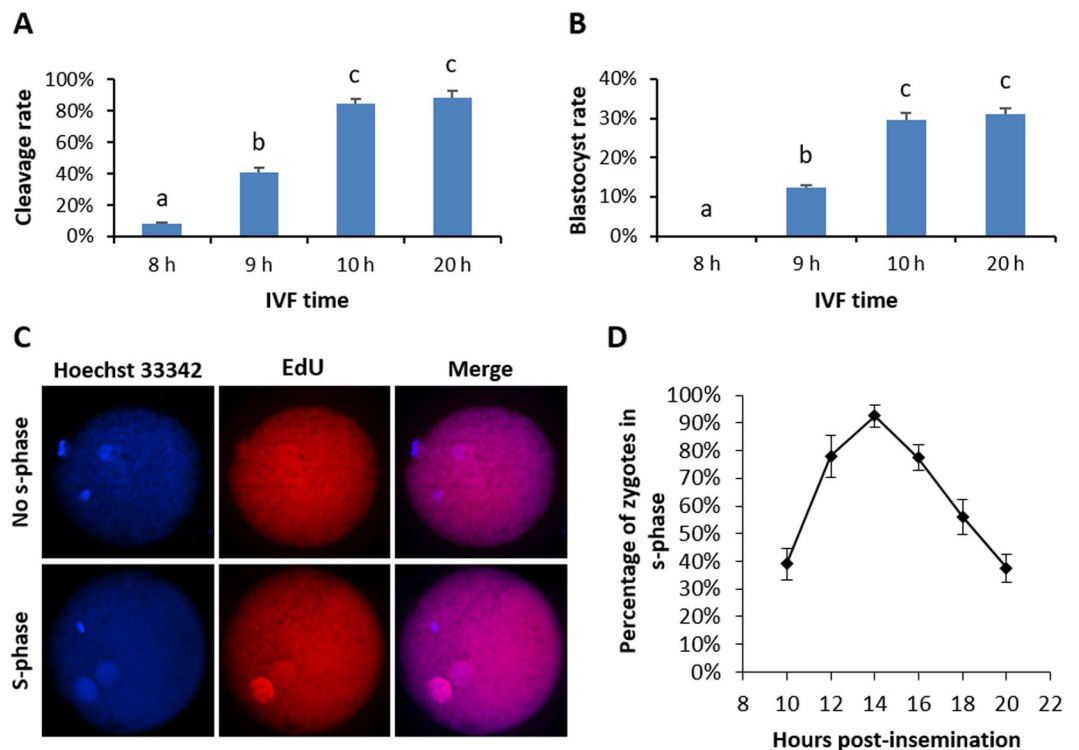 A
Cleavage rate
100%
80%
60%
40%
20%
0%
a
b
c
c
8 h
9 h
10 h
20 h
IVF time
B
Blastocyst rate
40%
30%
20%
10%
0%
a
b
c
c
8 h
9 h
10 h
20 h
IVF time
C
Hoechst 33342
EdU
Merge
No s-phase
S-phase
D
Percentage of zygotes in
s-phase
100%
90%
80%
70%
60%
50%
40%
30%
20%
10%
0%
8
10
12
14
16
18
20
22
Hours post-insemination